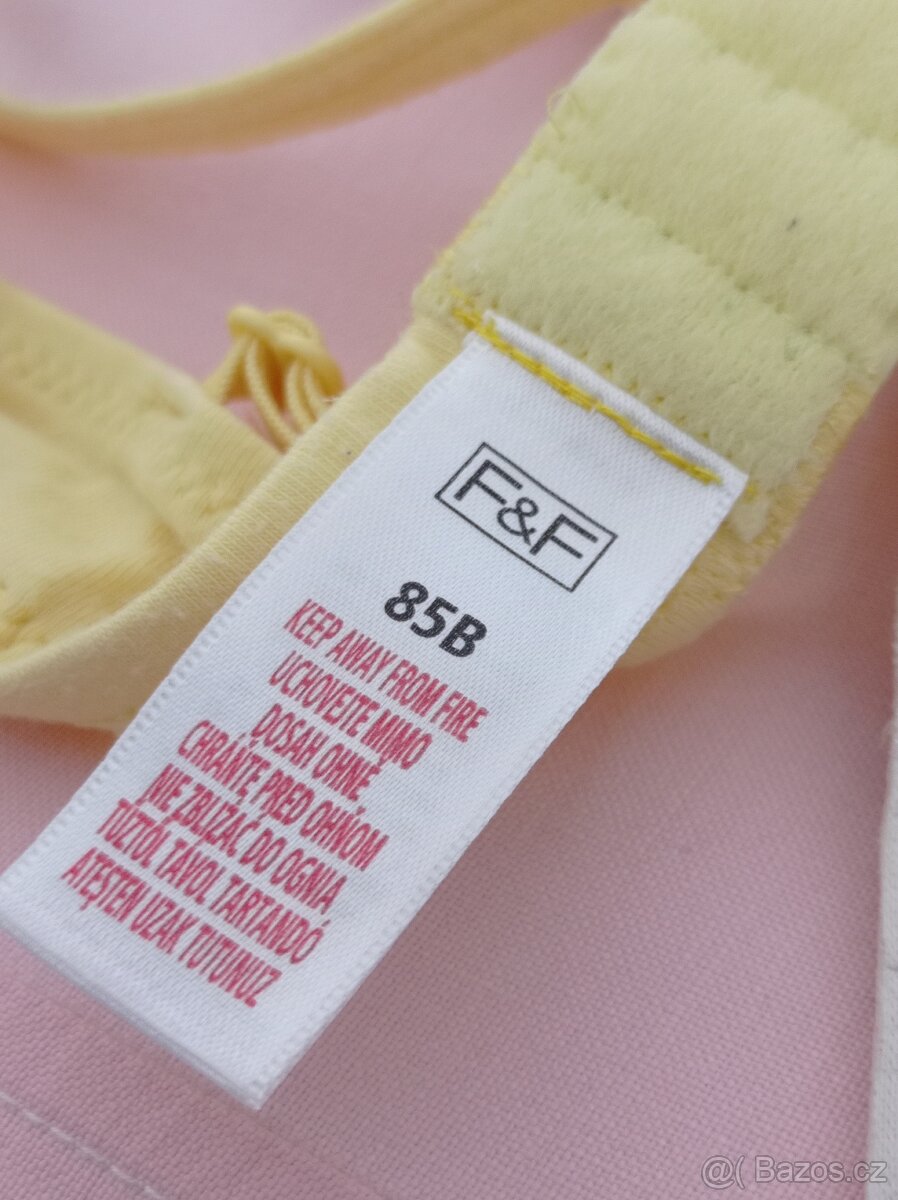 F&F
85B
KEEP AWAY FROM FIRE
UCHOVEJTE MIMO
DOSAH OHNĚ
CHRÁŇTE PRED OHŇOM
NIE ZBLIŻAĆ DO OGNIA
TŰZTŐL TAVOL TARTANDÓ
ATEŞTEN UZAK TUTUNUZ
@( Bazos.cz